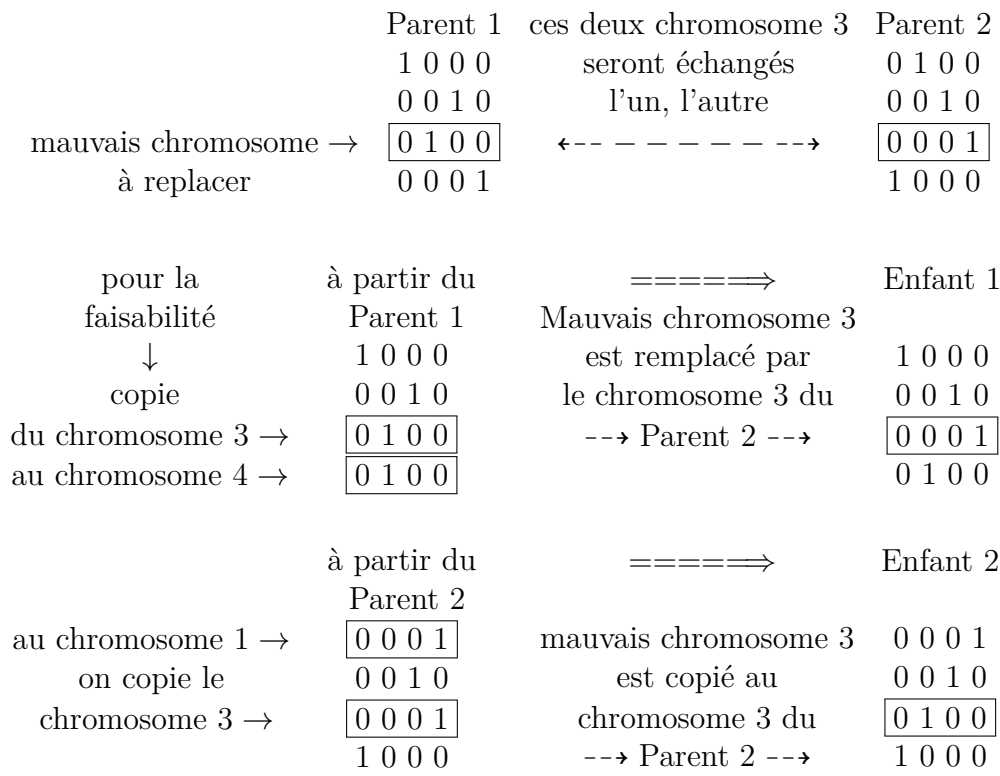 Parent 1 ces deux chromosome 3 Parent 2
1 0 0 0 seront échangés 0 1 0 0
0 0 1 0 l'un, l'autre 0 0 1 0
mauvais chromosome → 0 1 0 0 0 0 0 1
à replacer 0 0 0 1 1 0 0 0
pour la à partir du ======⇒ Enfant 1
faisabilité Parent 1 Mauvais chromosome 3
↓ 1 0 0 0 est remplacé par 1 0 0 0
copie 0 0 1 0 le chromosome 3 du 0 0 1 0
du chromosome 3 → 0 1 0 0 --→ Parent 2 --→ 0 0 0 1
au chromosome 4 → 0 1 0 0 0 1 0 0
à partir du ======⇒ Enfant 2
Parent 2
au chromosome 1 → 0 0 0 1 mauvais chromosome 3 0 0 0 1
on copie le 0 0 1 0 est copié au 0 0 1 0
chromosome 3 → 0 0 0 1 chromosome 3 du 0 1 0 0
1 0 0 0 --→ Parent 2 --→ 1 0 0 0